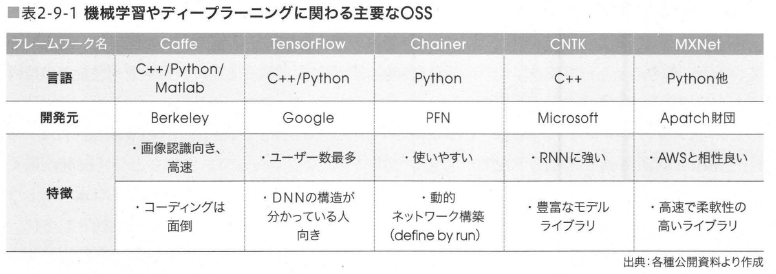 ■表2-9-1 機械学習やディープラーニングに関わる主要なOSS
フレームワーク名 Caffe TensorFlow Chainer CNTK MXNet
言語 C++/Python/Matlab C++/Python Python C++ Python他
開発元 Berkeley Google PFN Microsoft Apatch財団
特徴
・画像認識向き、高速 ・ユーザー数最多 ・使いやすい ・RNNに強い ・AWSと相性良い
・コーディングは面倒 ・DNNの構造が分かっている人向き ・動的ネットワーク構築(define by run) ・豊富なモデルライブラリ ・高速で柔軟性の高いライブラリ
出典:各種公開資料より作成